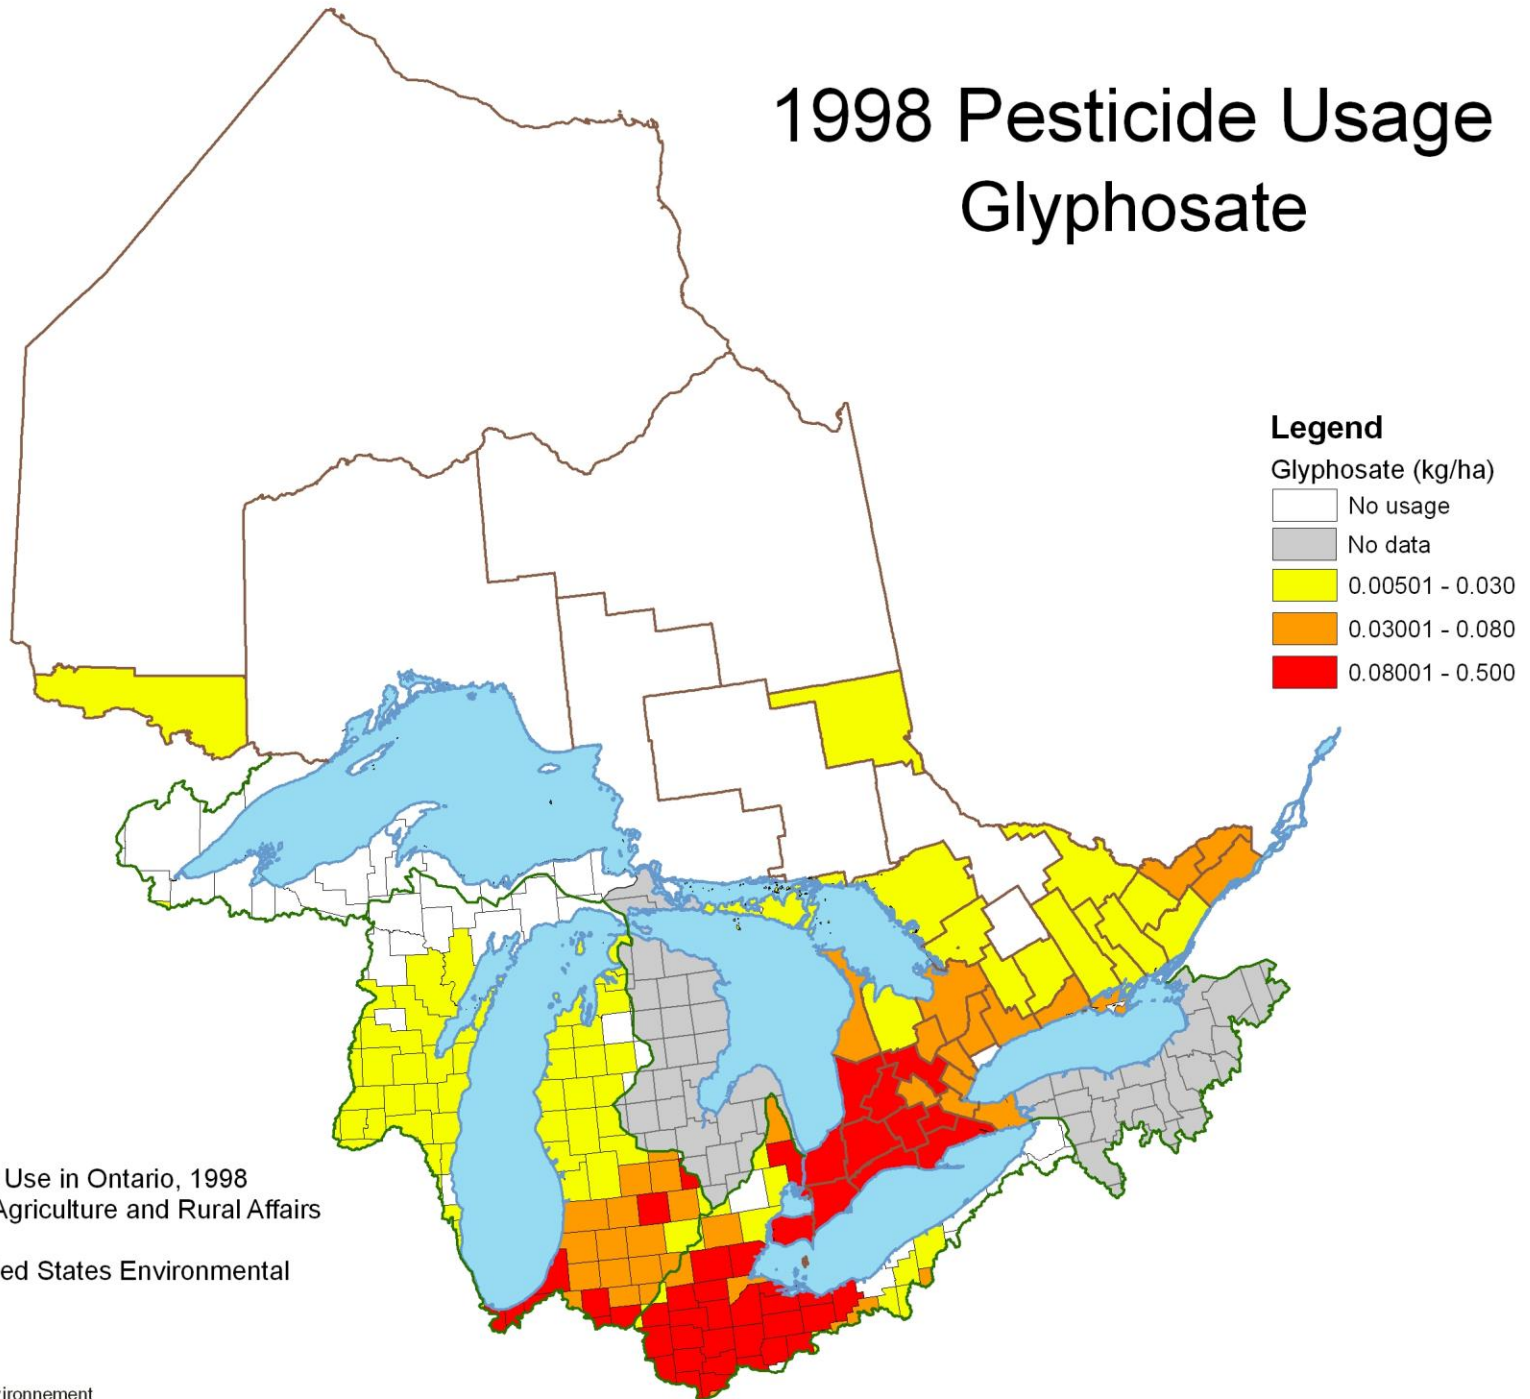 1998 Pesticide Usage
Glyphosate
Legend
Glyphosate (kg/ha)
No usage
No data
0.00501 - 0.030
0.03001 - 0.080
0.08001 - 0.500
Use in Ontario, 1998
Agriculture and Rural Affairs
ed States Environmental
ironnement